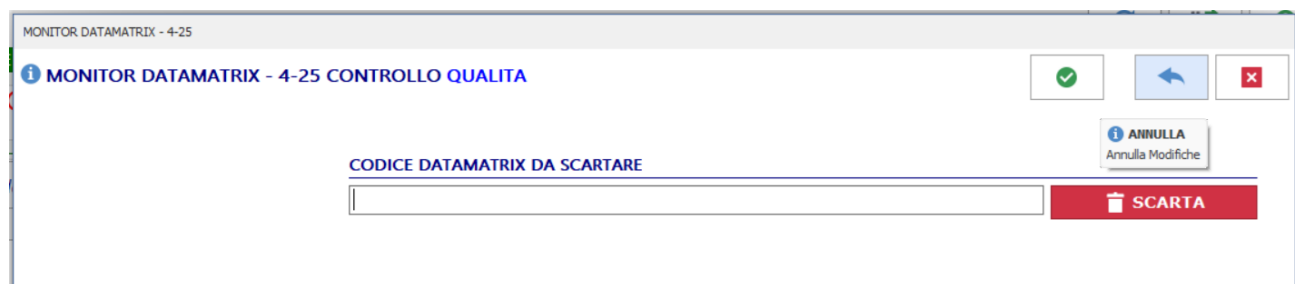 MONITOR DATAMATRIX - 4-25
MONITOR DATAMATRIX - 4-25 CONTROLLO QUALITA
ANNULLA
Annulla Modifiche
CODICE DATAMATRIX DA SCARTARE
SCARTA